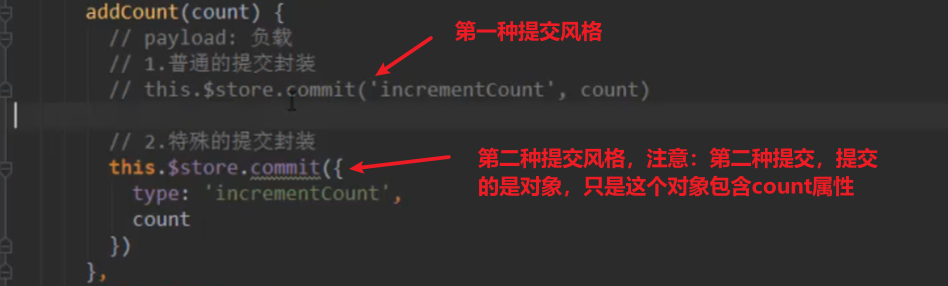 addCount(count) {
// payload: 负载
第一种提交风格
// 1.普通的提交封装
// this.$store.commit('incrementCount', count)
// 2.特殊的提交封装
this.$store.commit({
第二种提交风格，注意：第二种提交，提交
的是对象，只是这个对象包含count属性
type: 'incrementCount',
count
})
},